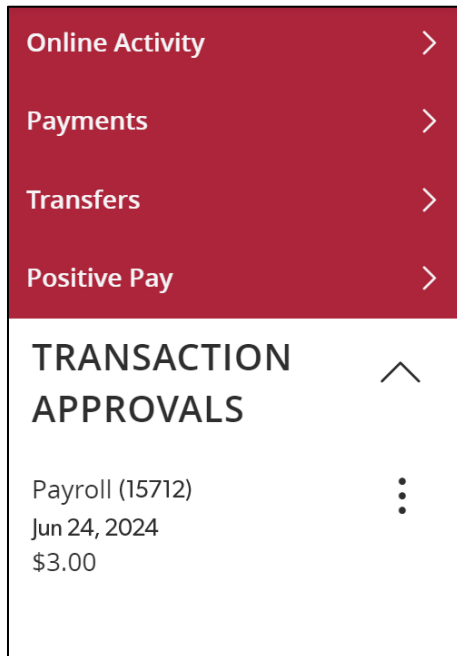 Online Activity
Payments
Transfers
Positive Pay
TRANSACTION
APPROVALS
Payroll (15712)
Jun 24, 2024
$3.00